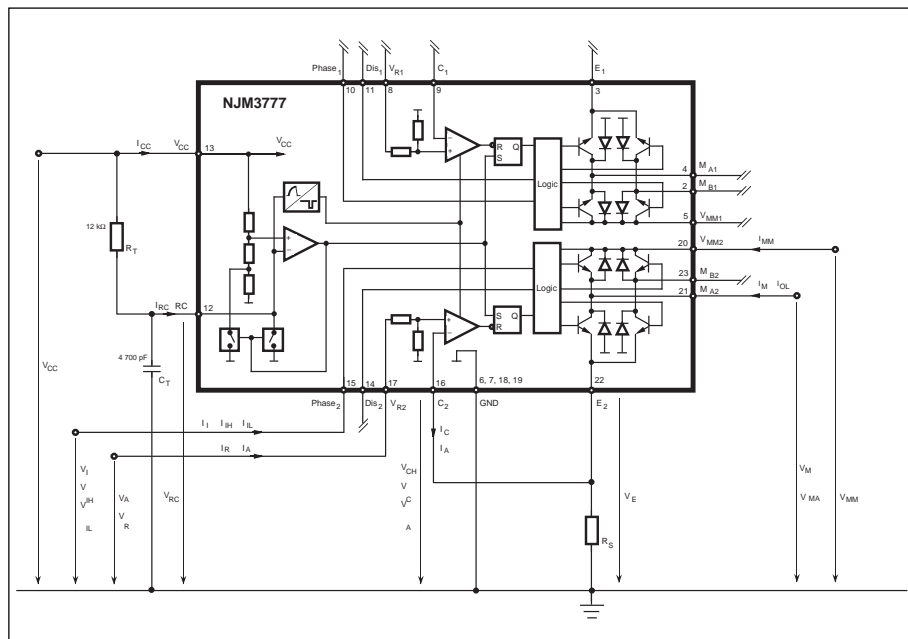 Phase1 Dis1 VR1 C1 E1
10 11 8 9 3
NJM3777
ICC VCC 13 VCC
R Q
S
Logic
4 MA1
2 MB1
5 VMM1
12 kΩ
RT
20 VMM2 IMM
Logic
23 MB2
21 MA2 IM IOL
IRC RC 12
S Q
R
4 700 pF
CT
VCC
15 14 17 16 6, 7, 18, 19 22
Phase2 Dis2 VR2 C2 GND E2
II IIH IIL
IR IA
IC
IA
VI
V
VIH
IL
VA
V
R
VRC
VCH
V
VC
A
VE
RS
VM
VMA
VMM